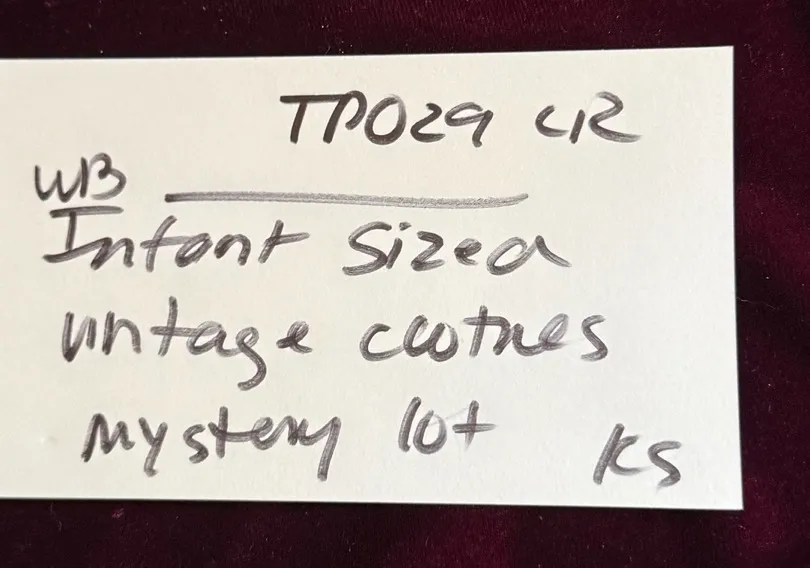 TP029 CR
WB
Infant Sized
vintage clothes
mystery lot KS